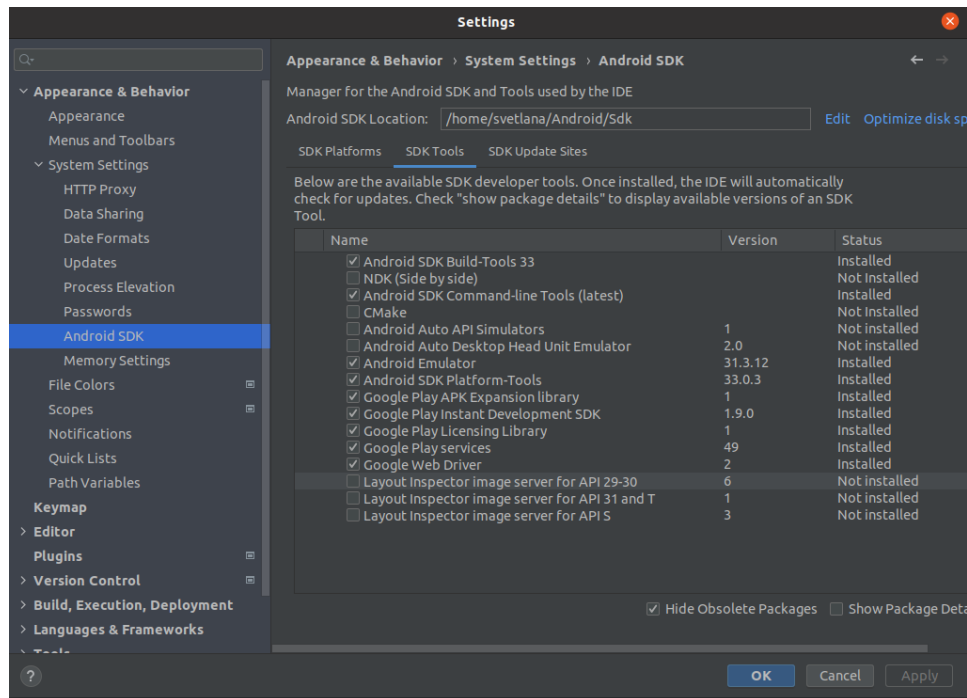 Settings
Appearance & Behavior › System Settings › Android SDK
Manager for the Android SDK and Tools used by the IDE
Android SDK Location: /home/svetlana/Android/Sdk Edit Optimize disk sp
SDK Platforms SDK Tools SDK Update Sites
Below are the available SDK developer tools. Once installed, the IDE will automatically
check for updates. Check "show package details" to display available versions of an SDK
Tool.
Appearance & Behavior
Appearance
Menus and Toolbars
System Settings
HTTP Proxy
Data Sharing
Date Formats
Updates
Process Elevation
Passwords
Android SDK
Memory Settings
File Colors
Scopes
Notifications
Quick Lists
Path Variables
Keymap
Editor
Plugins
Version Control
Build, Execution, Deployment
Languages & Frameworks
Tools
Name Version Status
Android SDK Build-Tools 33 Installed
NDK (Side by side) Not Installed
Android SDK Command-line Tools (latest) Installed
CMake Not Installed
Android Auto API Simulators 1 Not installed
Android Auto Desktop Head Unit Emulator 2.0 Not installed
Android Emulator 31.3.12 Installed
Android SDK Platform-Tools 33.0.3 Installed
Google Play APK Expansion library 1 Installed
Google Play Instant Development SDK 1.9.0 Installed
Google Play Licensing Library 1 Installed
Google Play services 49 Installed
Google Web Driver 2 Installed
Layout Inspector image server for API 29-30 6 Not installed
Layout Inspector image server for API 31 and T 1 Not installed
Layout Inspector image server for API S 3 Not installed
Hide Obsolete Packages Show Package Deta
? OK Cancel Apply